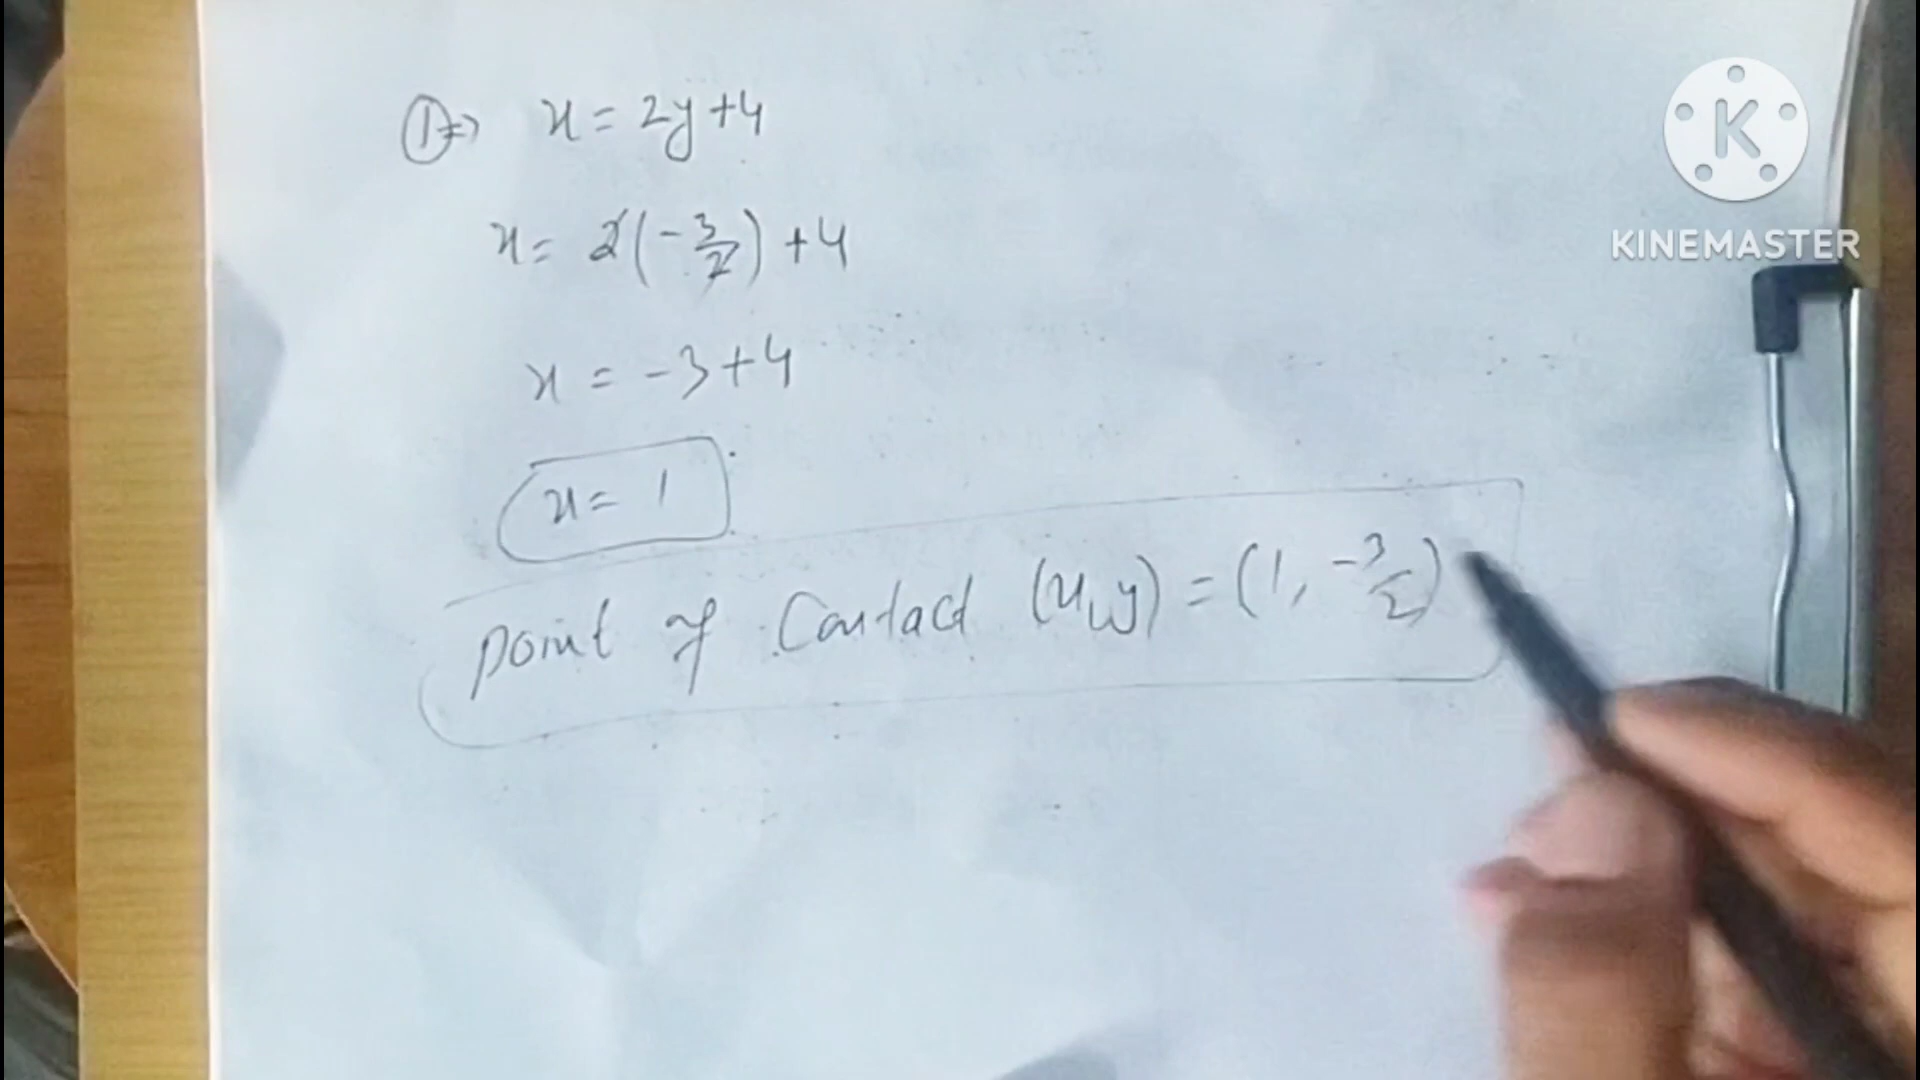 ① ⇒ x = 2y + 4
x = 2(-3/2) + 4
x = -3 + 4
x = 1
Point of Contact (x, y) = (1, -3/2)
K
KINEMASTER